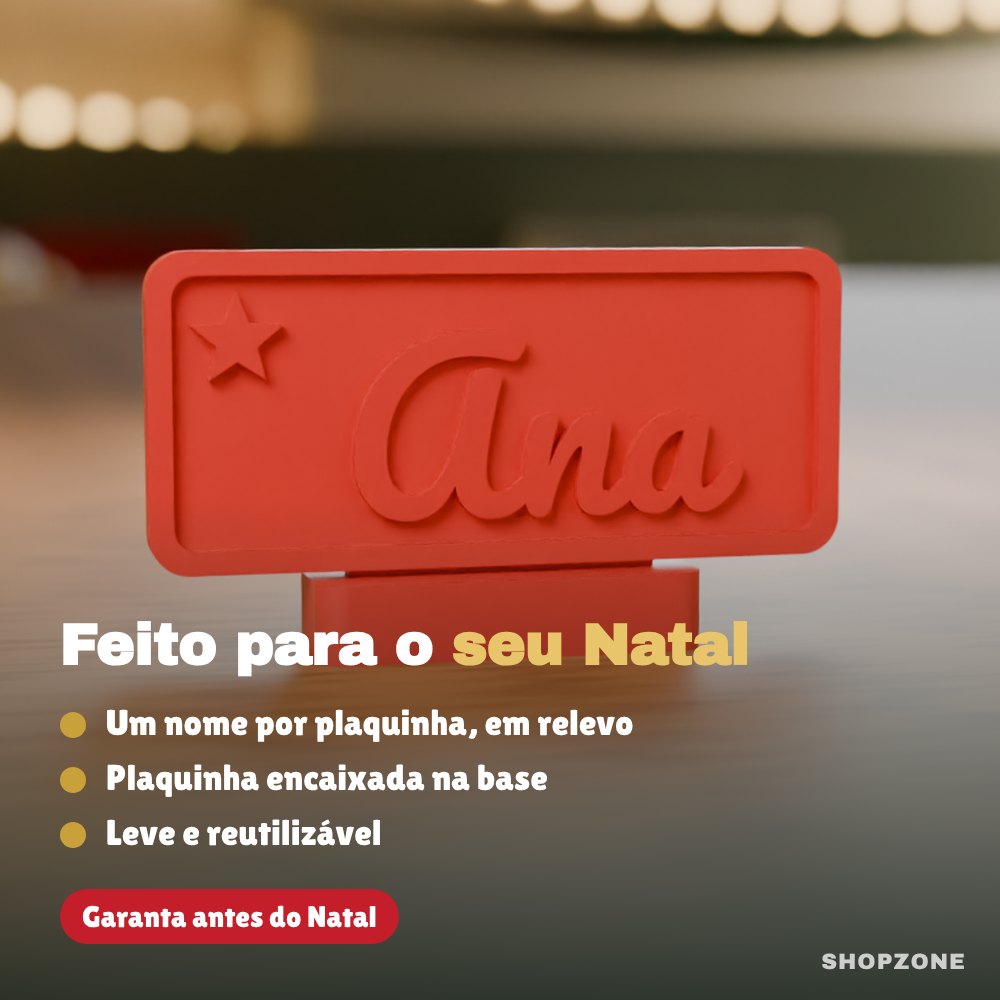 Ana
Feito para o seu Natal
Um nome por plaquinha, em relevo
Plaquinha encaixada na base
Leve e reutilizável
Garanta antes do Natal
SHOPZONE